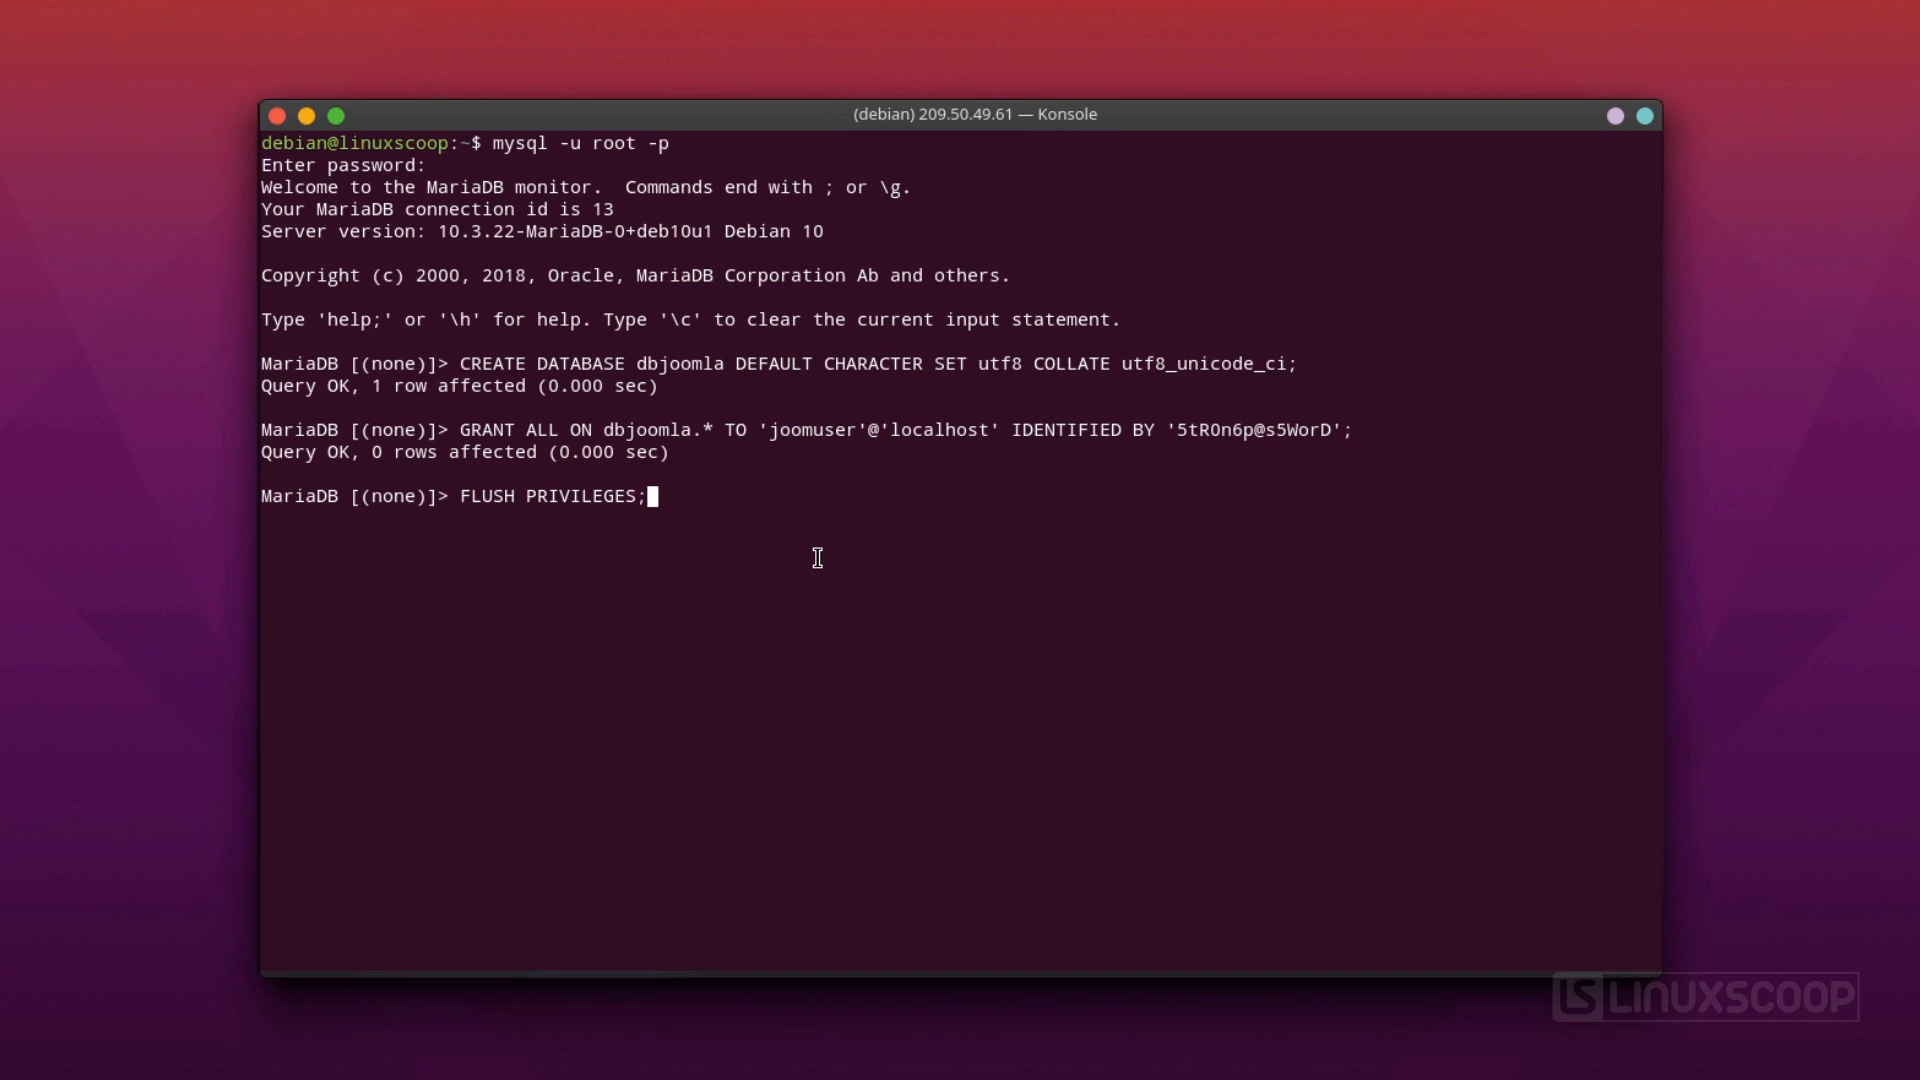 (debian) 209.50.49.61 — Konsole
debian@linuxscoop:~$ mysql -u root -p
Enter password:
Welcome to the MariaDB monitor.  Commands end with ; or \g.
Your MariaDB connection id is 13
Server version: 10.3.22-MariaDB-0+deb10u1 Debian 10
Copyright (c) 2000, 2018, Oracle, MariaDB Corporation Ab and others.
Type 'help;' or '\h' for help. Type '\c' to clear the current input statement.
MariaDB [(none)]> CREATE DATABASE dbjoomla DEFAULT CHARACTER SET utf8 COLLATE utf8_unicode_ci;
Query OK, 1 row affected (0.000 sec)
MariaDB [(none)]> GRANT ALL ON dbjoomla.* TO 'joomuser'@'localhost' IDENTIFIED BY '5tR0n6p@s5WorD';
Query OK, 0 rows affected (0.000 sec)
MariaDB [(none)]> FLUSH PRIVILEGES;
LS LINUXSCOOP